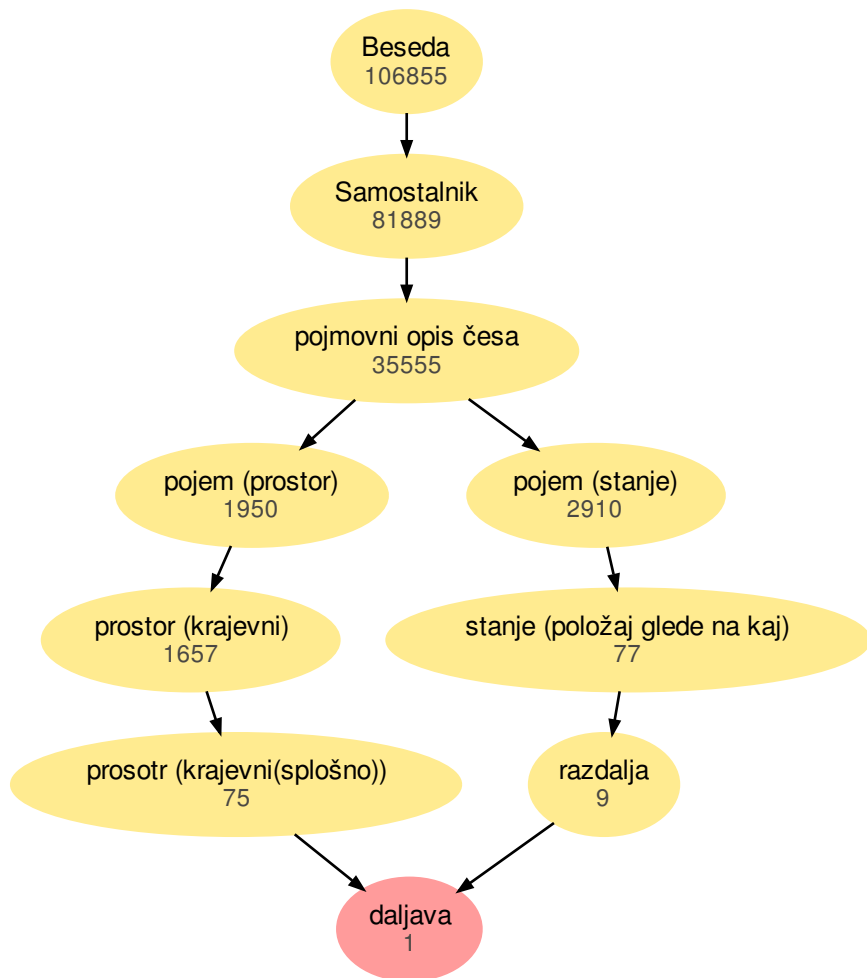 Beseda
106855
Samostalnik
81889
pojmovni opis česa
35555
pojem (prostor)
1950
pojem (stanje)
2910
prostor (krajevni)
1657
stanje (položaj glede na kaj)
77
prosotr (krajevni(splošno))
75
razdalja
9
daljava
1